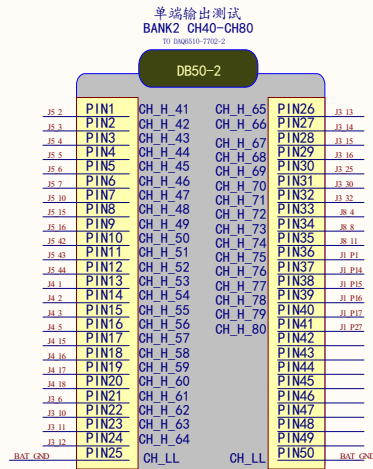 单端输出测试
BANK2 CH40-CH80
TO DAQ6510-7702-2
DB50-2
J5 2 PIN1 CH_H_41 CH_H_65 PIN26 J3 13
J5 3 PIN2 CH_H_42 CH_H_66 PIN27 J3 14
J5 4 PIN3 CH_H_43 CH_H_67 PIN28 J3 15
J5 5 PIN4 CH_H_44 CH_H_68 PIN29 J3 16
J5 6 PIN5 CH_H_45 CH_H_69 PIN30 J3 25
J5 7 PIN6 CH_H_46 CH_H_70 PIN31 J3 30
J5 10 PIN7 CH_H_47 CH_H_71 PIN32 J3 32
J5 15 PIN8 CH_H_48 CH_H_72 PIN33 J8 4
J5 16 PIN9 CH_H_49 CH_H_73 PIN34 J8 8
J5 42 PIN10 CH_H_50 CH_H_74 PIN35 J8 11
J5 43 PIN11 CH_H_51 CH_H_75 PIN36 J1 P1
J5 44 PIN12 CH_H_52 CH_H_76 PIN37 J1 P14
J4 1 PIN13 CH_H_53 CH_H_77 PIN38 J1 P15
J4 2 PIN14 CH_H_54 CH_H_78 PIN39 J1 P16
J4 3 PIN15 CH_H_55 CH_H_79 PIN40 J1 P17
J4 5 PIN16 CH_H_56 CH_H_80 PIN41 J1 P27
J4 15 PIN17 CH_H_57 PIN42
J4 16 PIN18 CH_H_58 PIN43
J4 17 PIN19 CH_H_59 PIN44
J4 18 PIN20 CH_H_60 PIN45
J3 6 PIN21 CH_H_61 PIN46
J3 10 PIN22 CH_H_62 PIN47
J3 11 PIN23 CH_H_63 PIN48
J3 12 PIN24 CH_H_64 PIN49
BAT_GND PIN25 CH_LL CH_LL PIN50 BAT_GND